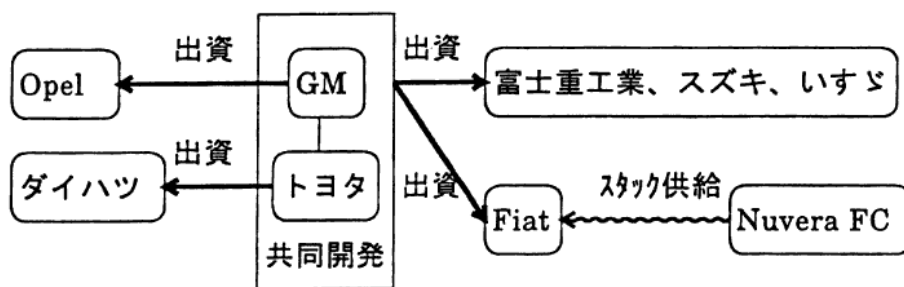 出資
出資
Opel
GM
富士重工業、スズキ、いすゞ
出資
ダイハツ
トヨタ
出資
スタック供給
Fiat
Nuvera FC
共同開発